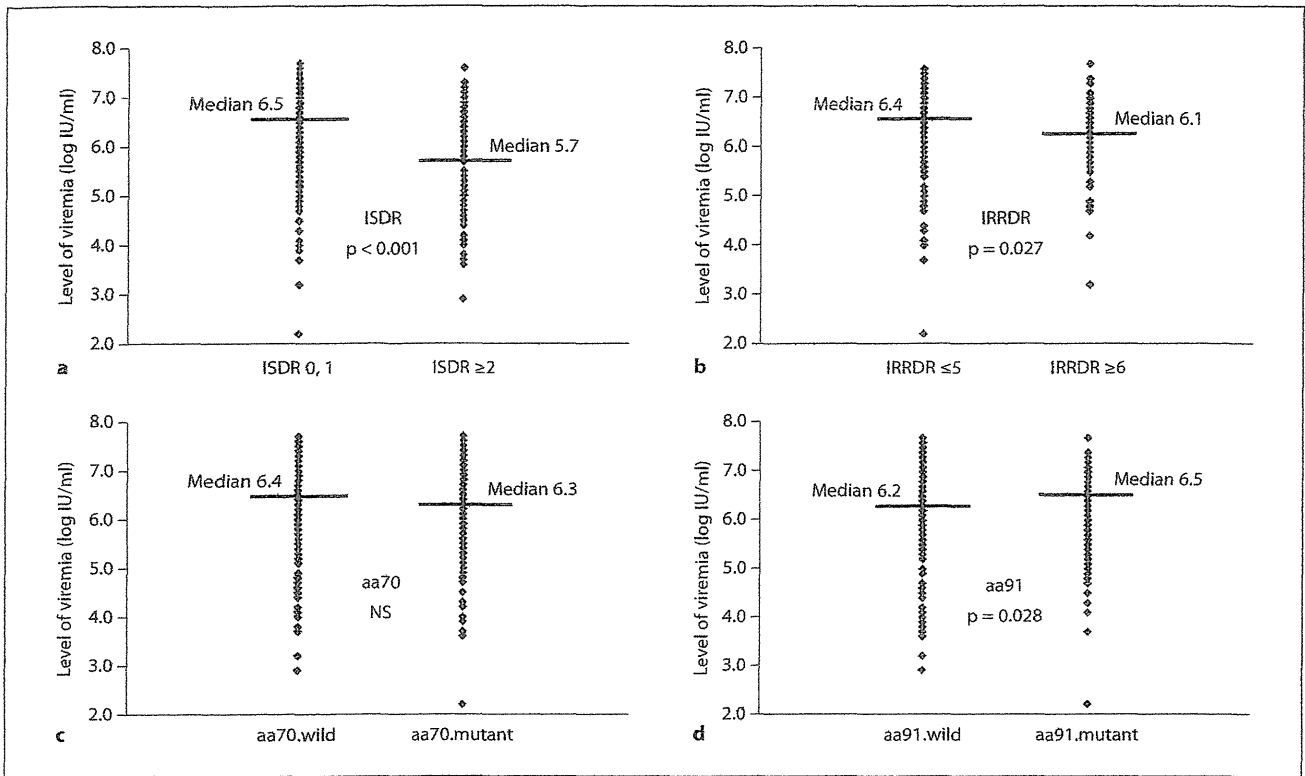 Level of viremia (log IU/ml)
8.0
7.0
6.0
5.0
4.0
3.0
2.0
Median 6.5
Median 5.7
ISDR
p < 0.001
a
ISDR 0, 1
ISDR ≥2
Level of viremia (log IU/ml)
8.0
7.0
6.0
5.0
4.0
3.0
2.0
Median 6.4
Median 6.1
IRRDR
p = 0.027
b
IRRDR ≤5
IRRDR ≥6
Level of viremia (log IU/ml)
8.0
7.0
6.0
5.0
4.0
3.0
2.0
Median 6.4
Median 6.3
aa70
NS
c
aa70.wild
aa70.mutant
Level of viremia (log IU/ml)
8.0
7.0
6.0
5.0
4.0
3.0
2.0
Median 6.2
Median 6.5
aa91
p = 0.028
d
aa91.wild
aa91.mutant